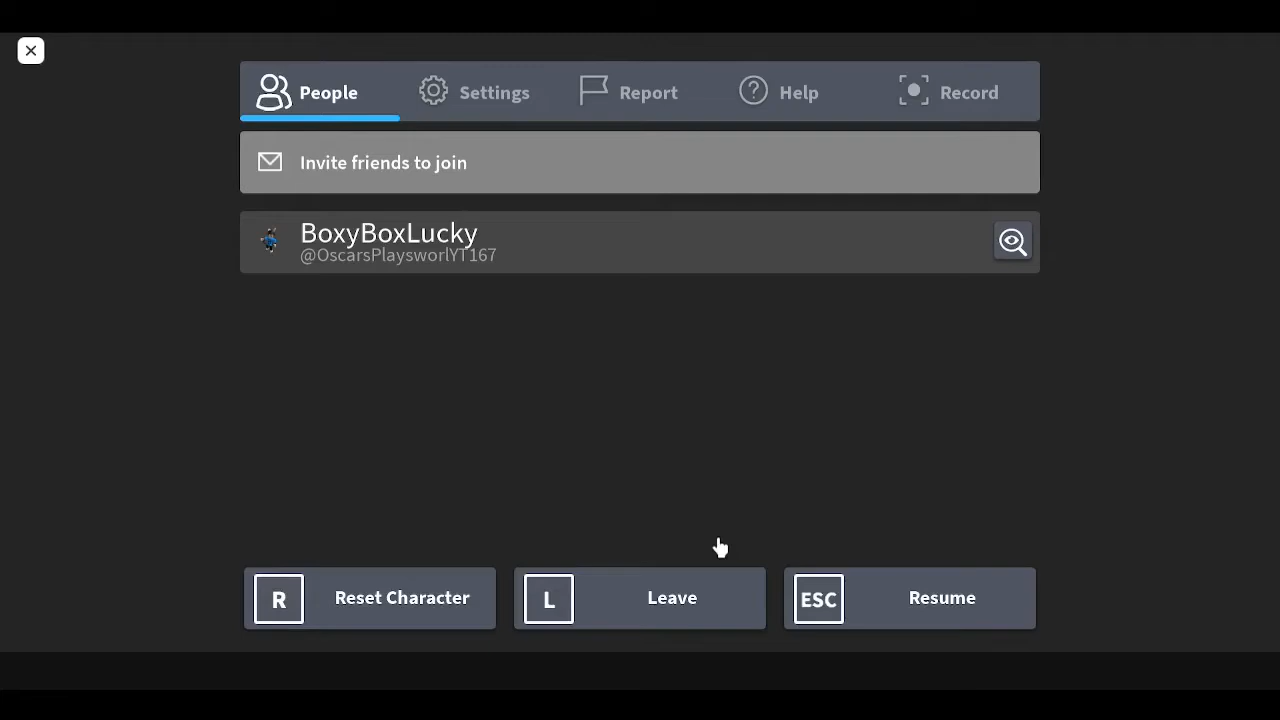 People
Settings
Report
Help
Record
Invite friends to join
BoxyBoxLucky
@OscarsPlaysworlYT167
R
Reset Character
L
Leave
ESC
Resume